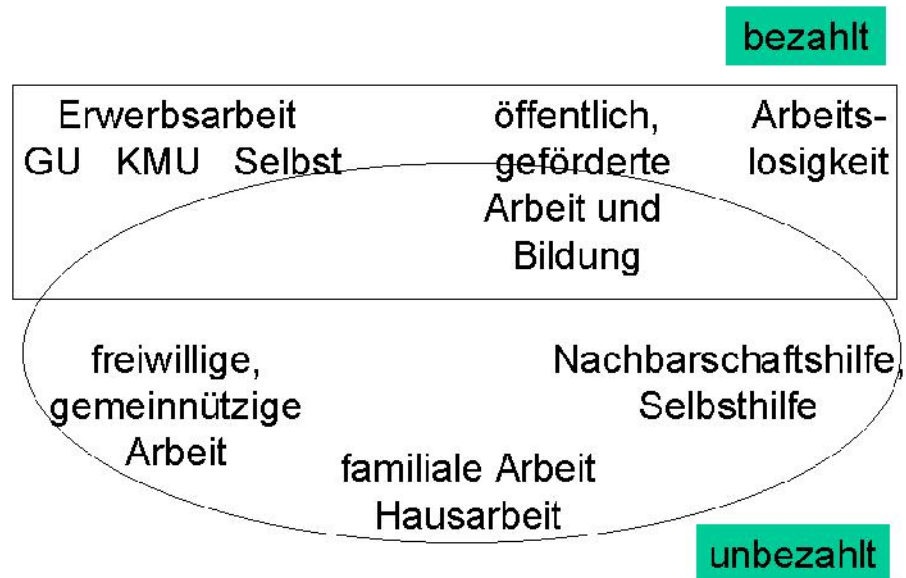 bezahlt
Erwerbsarbeit
GU KMU Selbst
öffentlich,
geförderte
Arbeit und
Bildung
Arbeits-
losigkeit
freiwillige,
gemeinnützige
Arbeit
Nachbarschaftshilfe,
Selbsthilfe
familiale Arbeit
Hausarbeit
unbezahlt